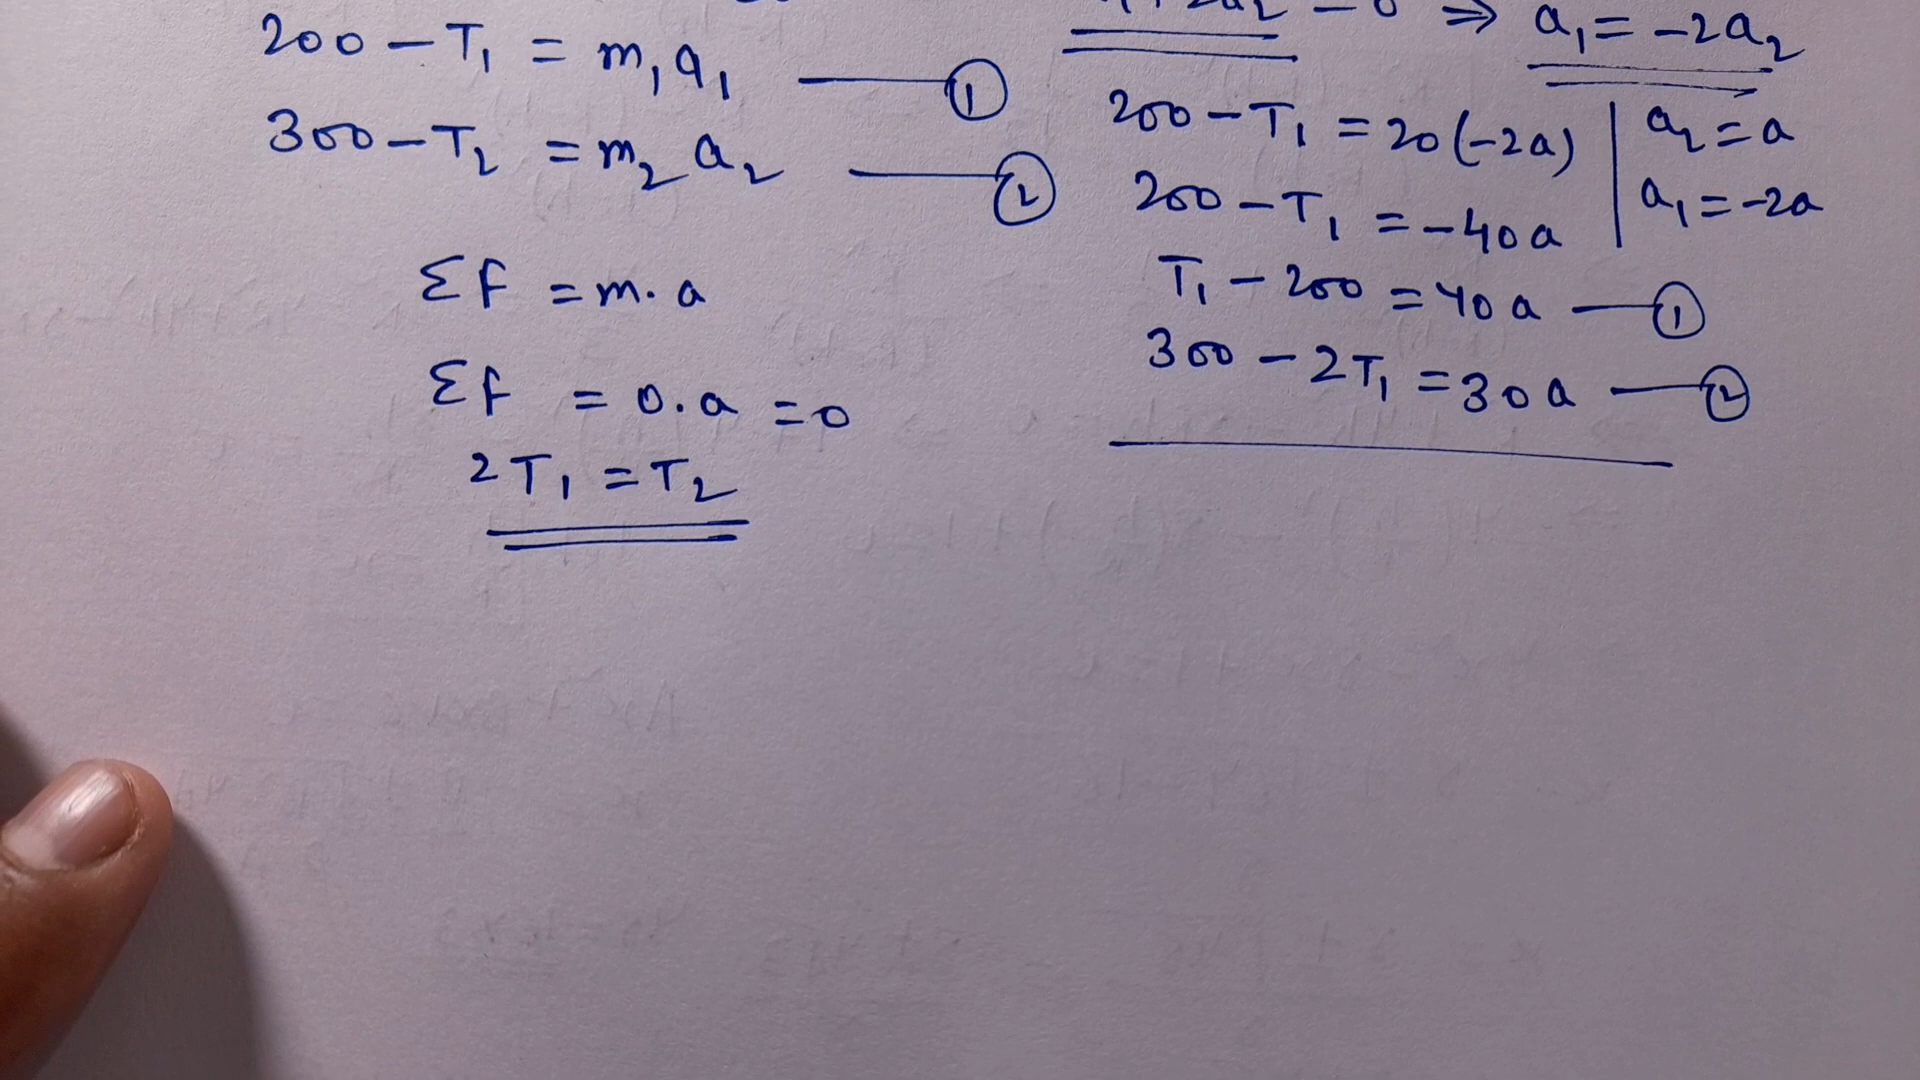 200 - T₁ = m₁a₁ ——— ①
300 - T₂ = m₂a₂ ——— ②
Σf = m.a
Σf = 0.a = 0
2T₁ = T₂
⇒ a₁ = -2a₂
200 - T₁ = 20(-2a) | a₂ = a
200 - T₁ = -40a | a₁ = -2a
T₁ - 200 = 40a ——— ①
300 - 2T₁ = 30a ——— ②